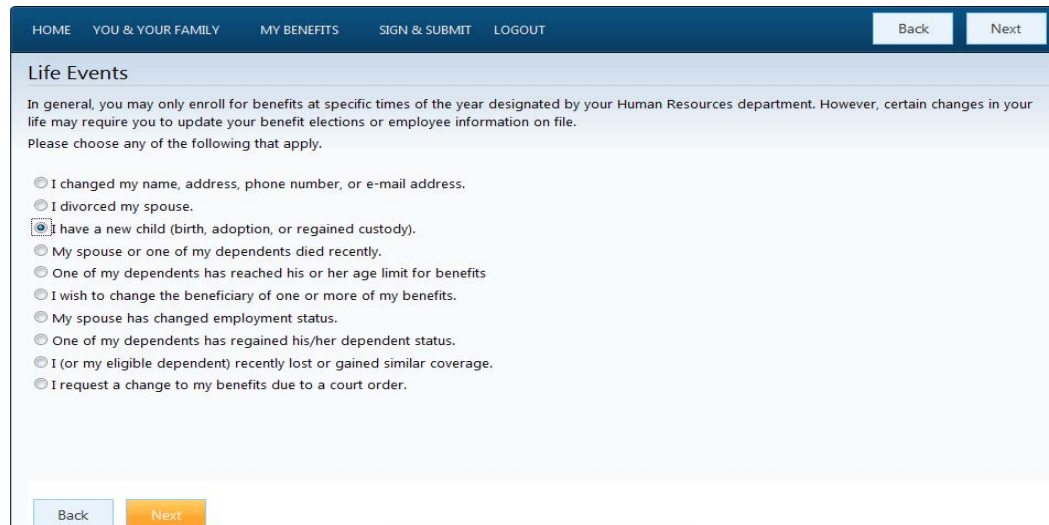 HOME YOU & YOUR FAMILY MY BENEFITS SIGN & SUBMIT LOGOUT Back Next
Life Events
In general, you may only enroll for benefits at specific times of the year designated by your Human Resources department. However, certain changes in your
life may require you to update your benefit elections or employee information on file.
Please choose any of the following that apply.
I changed my name, address, phone number, or e-mail address.
I divorced my spouse.
I have a new child (birth, adoption, or regained custody).
My spouse or one of my dependents died recently.
One of my dependents has reached his or her age limit for benefits
I wish to change the beneficiary of one or more of my benefits.
My spouse has changed employment status.
One of my dependents has regained his/her dependent status.
I (or my eligible dependent) recently lost or gained similar coverage.
I request a change to my benefits due to a court order.
Back Next